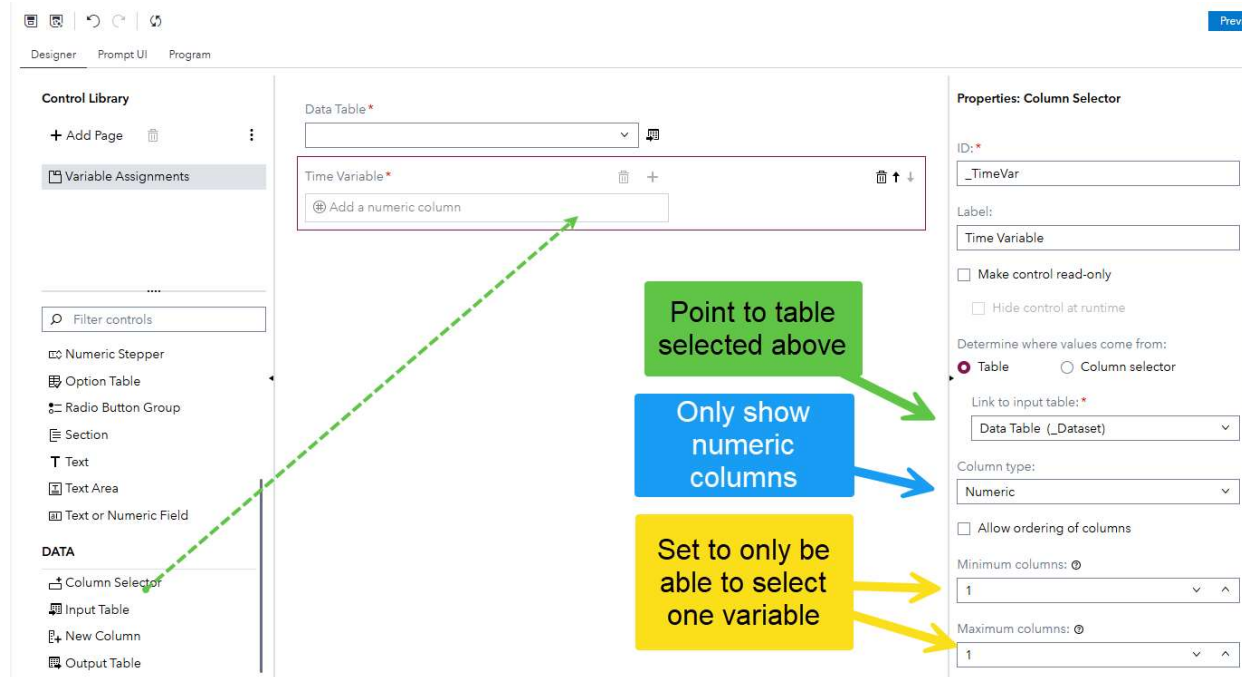 Prev
Designer Prompt UI Program
Control Library
+ Add Page
Variable Assignments
Filter controls
Numeric Stepper
Option Table
Radio Button Group
Section
Text
Text Area
Text or Numeric Field
DATA
Column Selector
Input Table
New Column
Output Table
Data Table*
Time Variable*
Add a numeric column
Point to table
selected above
Only show
numeric
columns
Set to only be
able to select
one variable
Properties: Column Selector
ID:*
_TimeVar
Label:
Time Variable
Make control read-only
Hide control at runtime
Determine where values come from:
Table Column selector
Link to input table:*
Data Table (_Dataset)
Column type:
Numeric
Allow ordering of columns
Minimum columns:
1
Maximum columns:
1